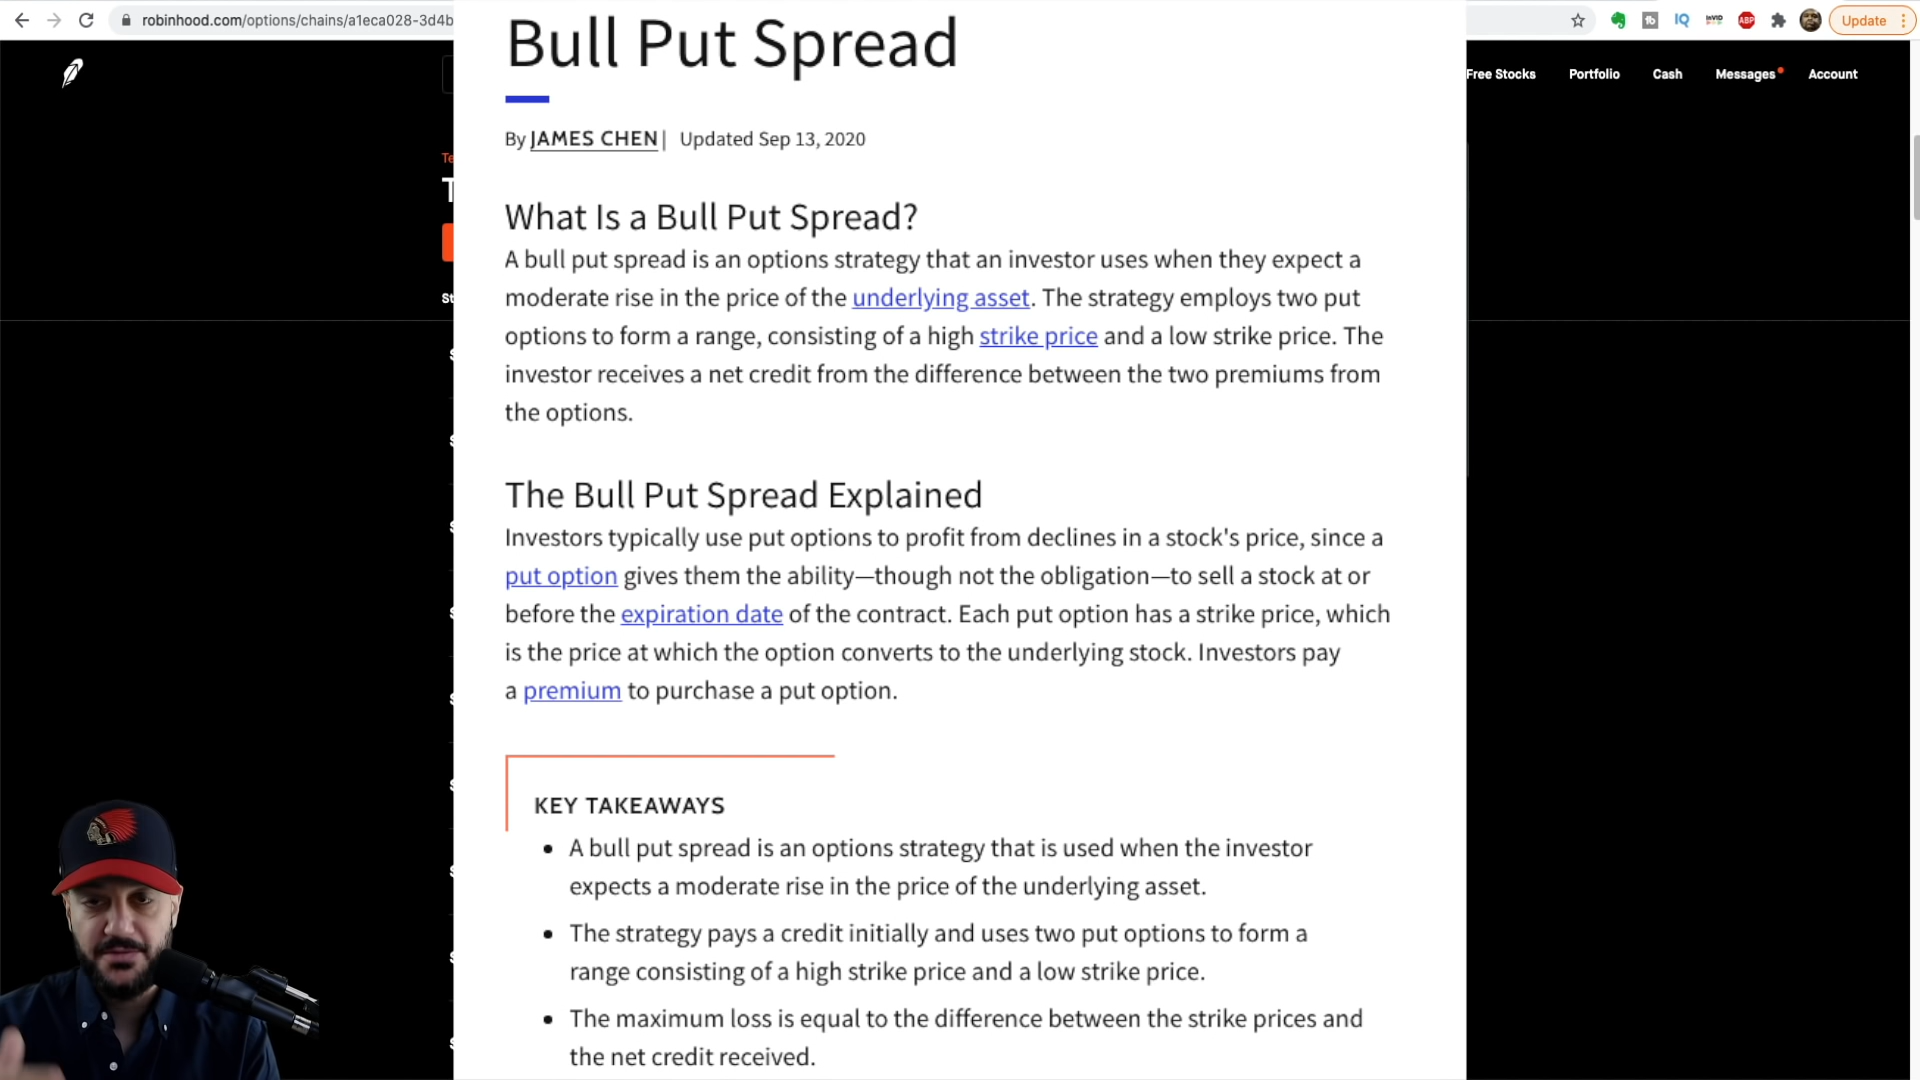 robinhood.com/options/chains/a1eca028-3d4b
Update
Free Stocks
Portfolio
Cash
Messages
Account
Bull Put Spread
By JAMES CHEN | Updated Sep 13, 2020
What Is a Bull Put Spread?
A bull put spread is an options strategy that an investor uses when they expect a
moderate rise in the price of the underlying asset. The strategy employs two put
options to form a range, consisting of a high strike price and a low strike price. The
investor receives a net credit from the difference between the two premiums from
the options.
The Bull Put Spread Explained
Investors typically use put options to profit from declines in a stock's price, since a
put option gives them the ability—though not the obligation—to sell a stock at or
before the expiration date of the contract. Each put option has a strike price, which
is the price at which the option converts to the underlying stock. Investors pay
a premium to purchase a put option.
KEY TAKEAWAYS
A bull put spread is an options strategy that is used when the investor
expects a moderate rise in the price of the underlying asset.
The strategy pays a credit initially and uses two put options to form a
range consisting of a high strike price and a low strike price.
The maximum loss is equal to the difference between the strike prices and
the net credit received.